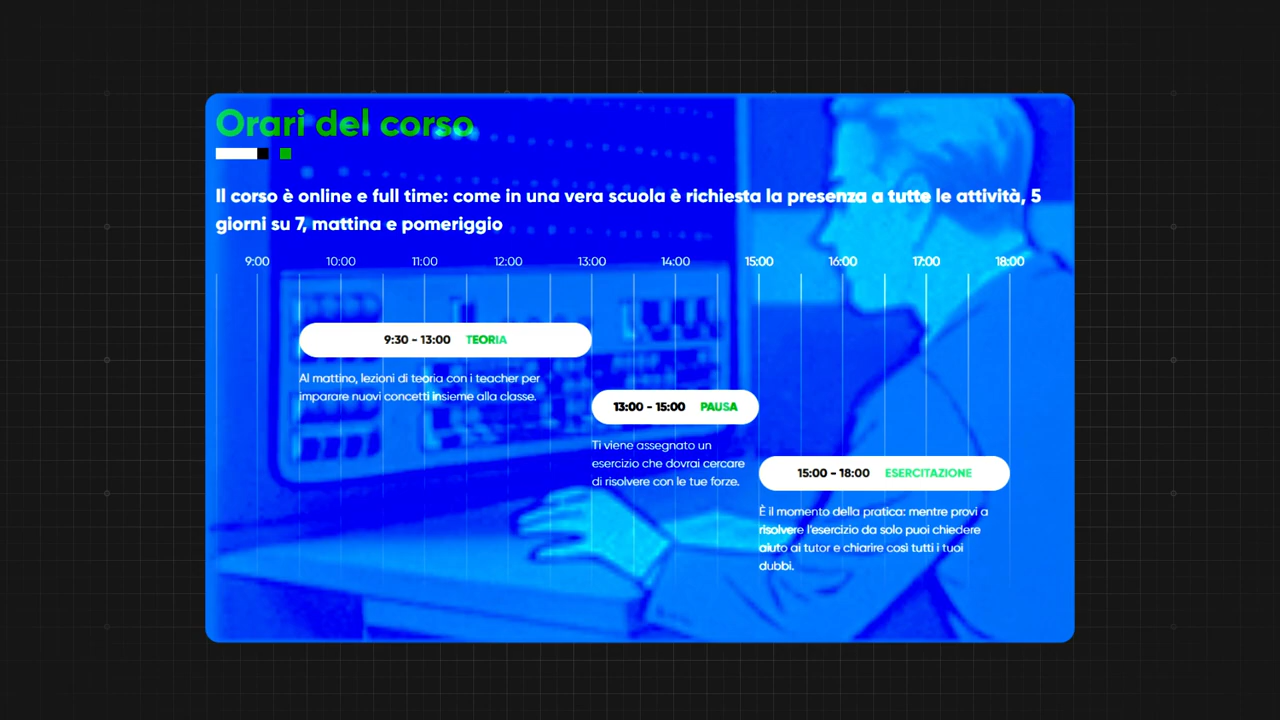 Orari del corso
Il corso è online e full time: come in una vera scuola è richiesta la presenza a tutte le attività, 5
giorni su 7, mattina e pomeriggio
9:00 10:00 11:00 12:00 13:00 14:00 15:00 16:00 17:00 18:00
9:30 - 13:00 TEORIA
Al mattino, lezioni di teoria con i teacher per
imparare nuovi concetti insieme alla classe.
13:00 - 15:00 PAUSA
Ti viene assegnato un
esercizio che dovrai cercare
di risolvere con le tue forze.
15:00 - 18:00 ESERCITAZIONE
È il momento della pratica: mentre provi a
risolvere l'esercizio da solo puoi chiedere
aiuto ai tutor e chiarire così tutti i tuoi
dubbi.